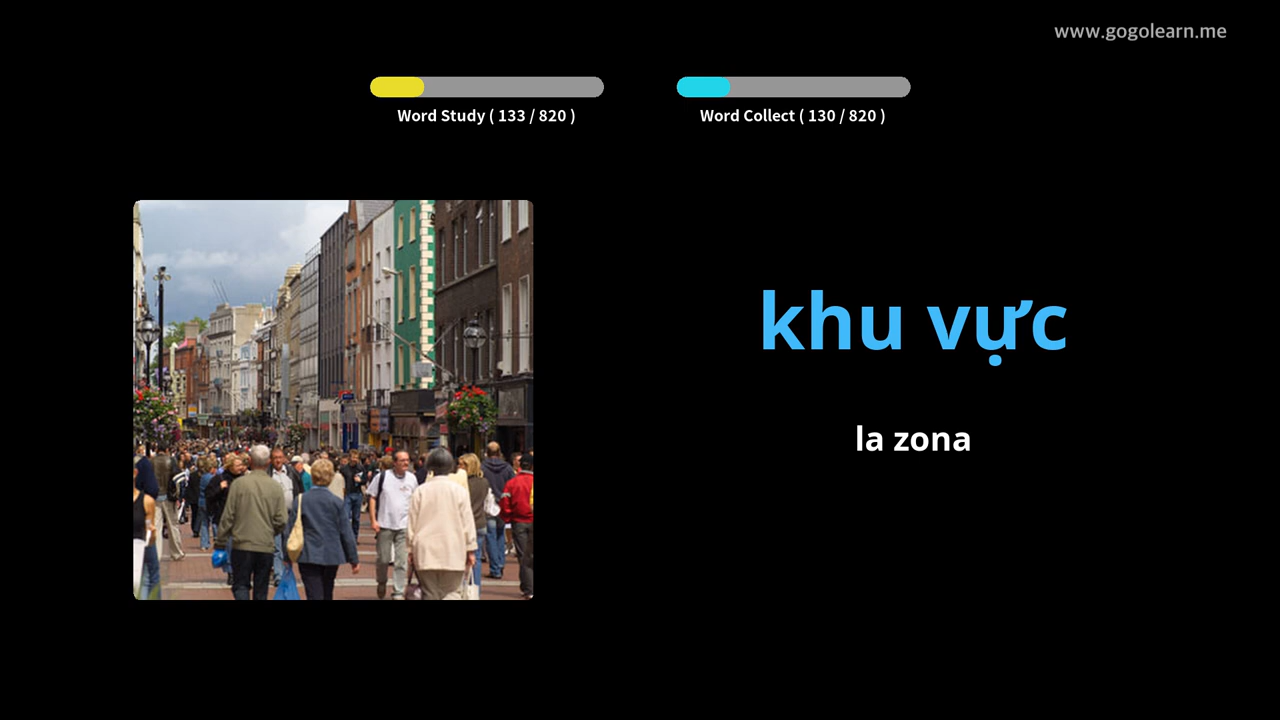 www.gogolearn.me
Word Study ( 133 / 820 )
Word Collect ( 130 / 820 )
khu vực
la zona